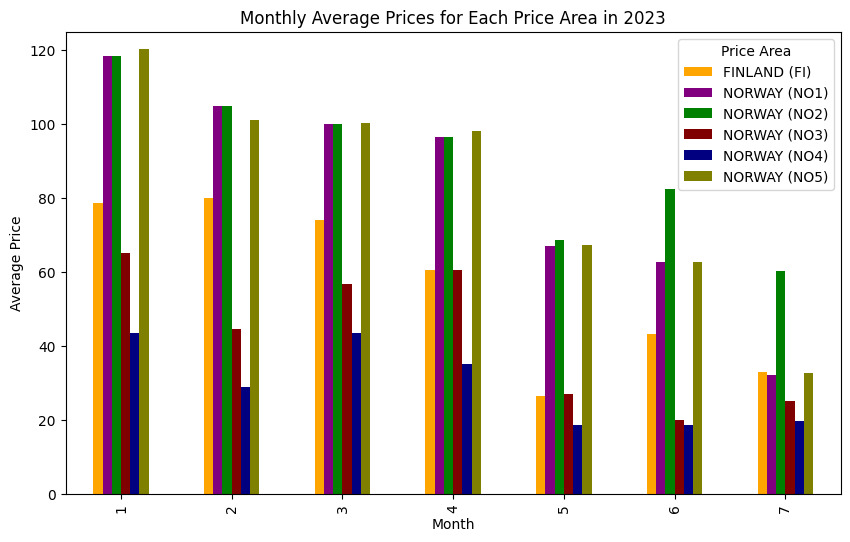 Monthly Average Prices for Each Price Area in 2023
Price Area
FINLAND (FI)
NORWAY (NO1)
NORWAY (NO2)
NORWAY (NO3)
NORWAY (NO4)
NORWAY (NO5)
Average Price
120
100
80
60
40
20
0
1 2 3 4 5 6 7
Month